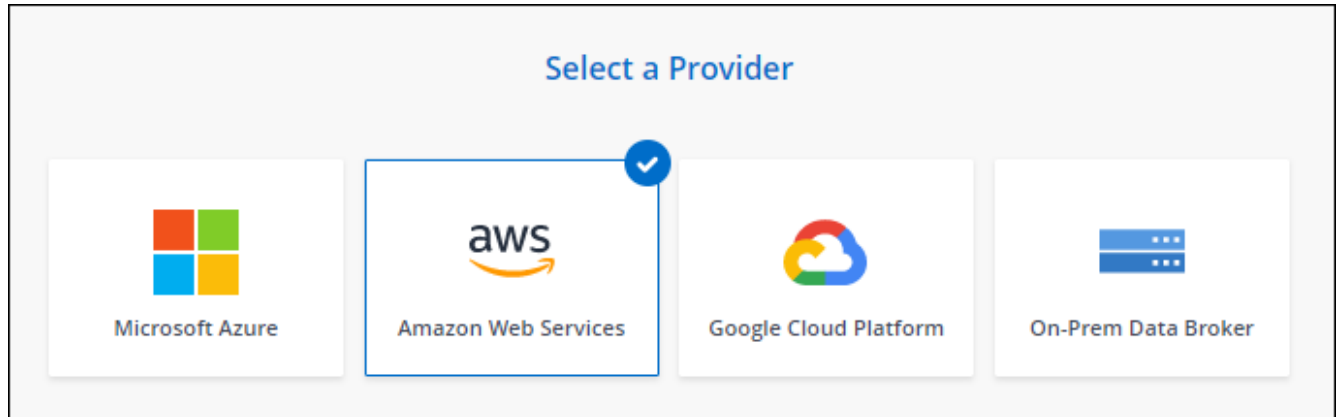 Select a Provider
aws
Microsoft Azure
Amazon Web Services
Google Cloud Platform
On-Prem Data Broker